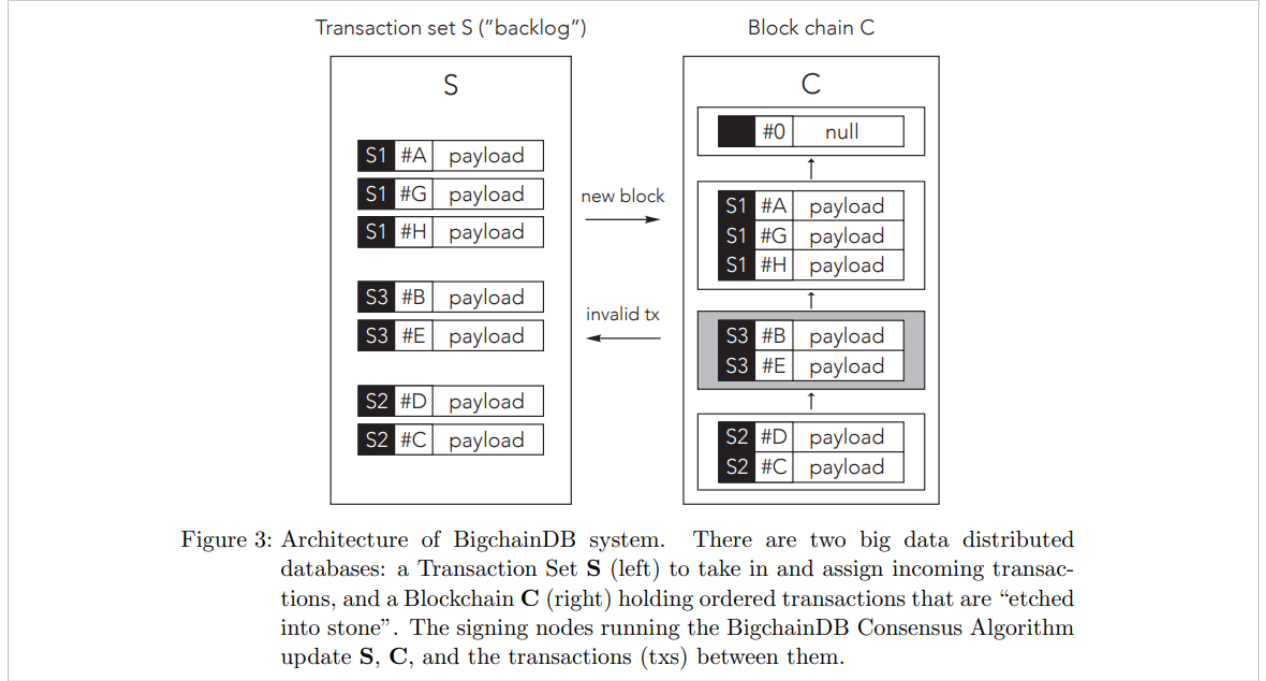 Transaction set S ("backlog")
Block chain C
S
S1 #A payload
S1 #G payload
S1 #H payload
S3 #B payload
S3 #E payload
S2 #D payload
S2 #C payload
new block
invalid tx
C
#0 null
S1 #A payload
S1 #G payload
S1 #H payload
S3 #B payload
S3 #E payload
S2 #D payload
S2 #C payload
Figure 3: Architecture of BigchainDB system. There are two big data distributed
databases: a Transaction Set S (left) to take in and assign incoming transac-
tions, and a Blockchain C (right) holding ordered transactions that are “etched
into stone”. The signing nodes running the BigchainDB Consensus Algorithm
update S, C, and the transactions (txs) between them.